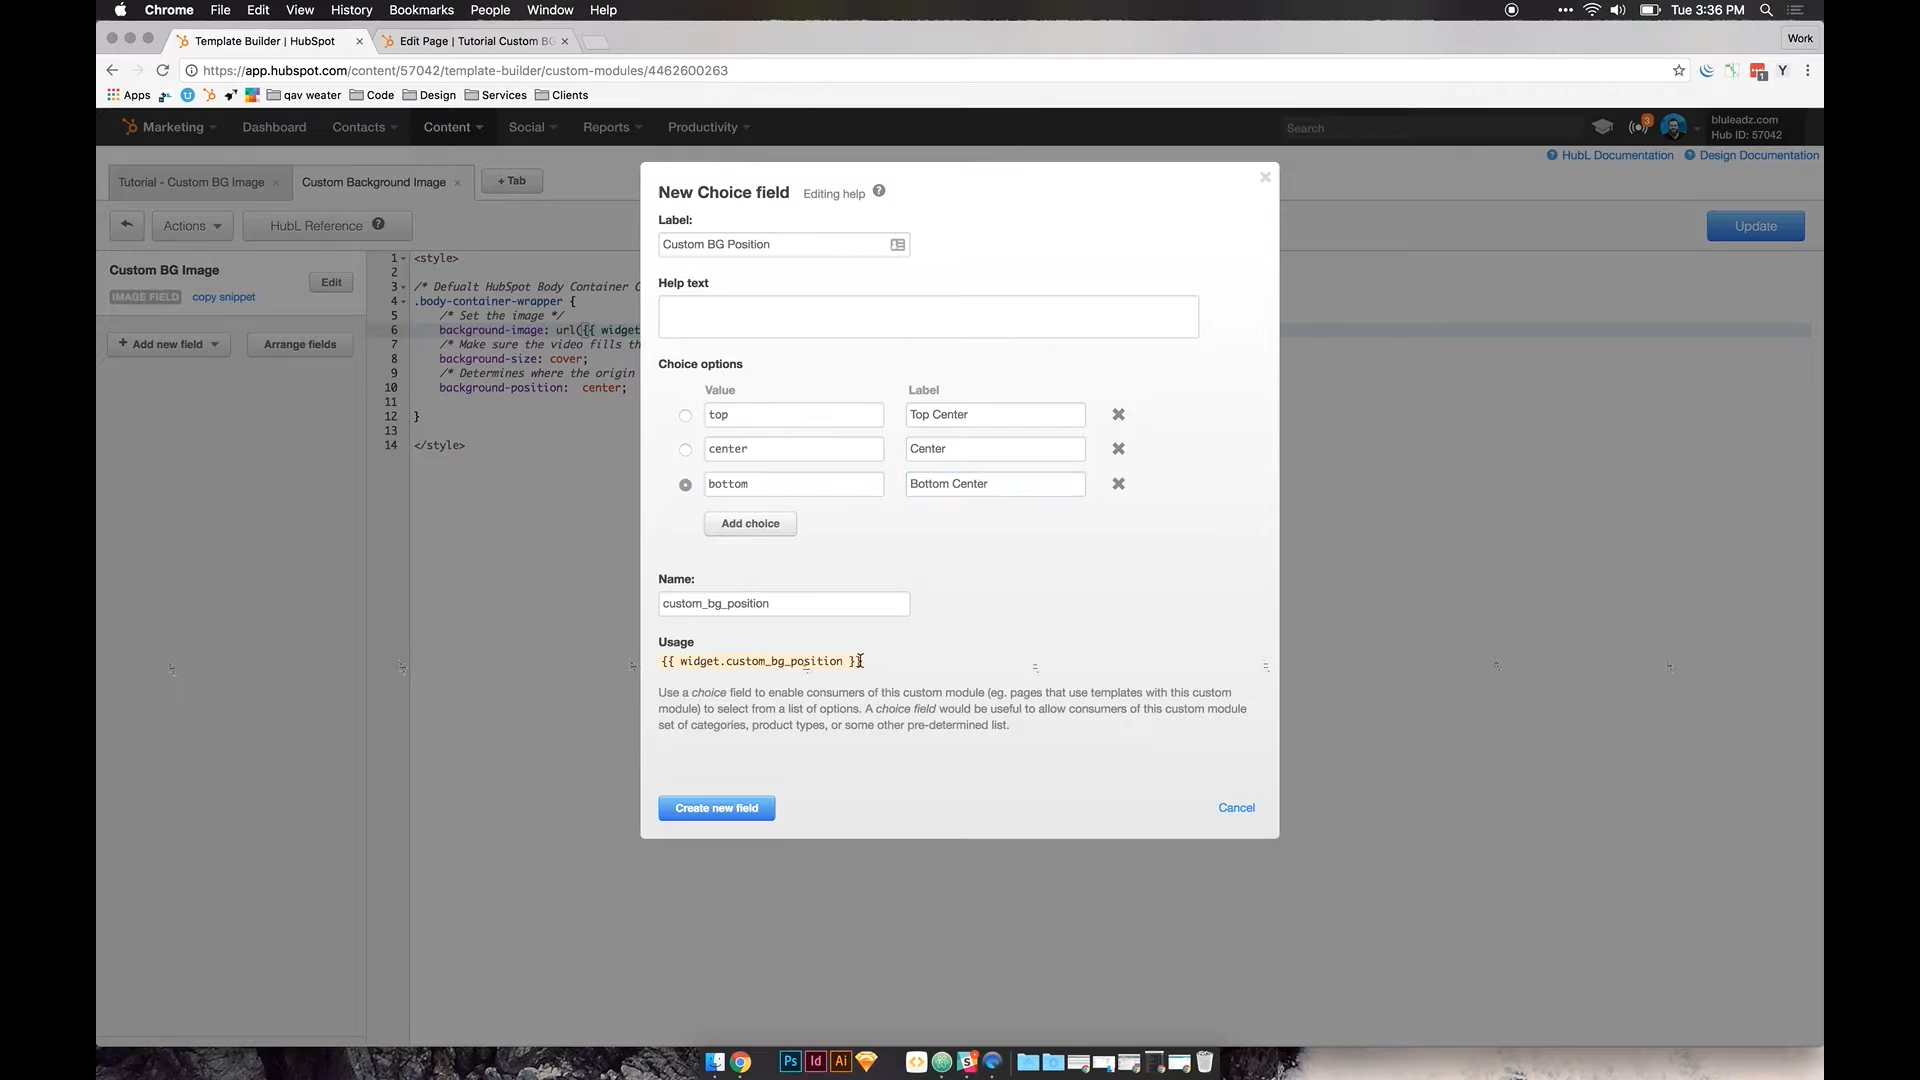 Chrome File Edit View History Bookmarks People Window Help
Tue 3:36 PM
Template Builder | HubSpot
Edit Page | Tutorial Custom BG
Work
https://app.hubspot.com/content/57042/template-builder/custom-modules/4462600263
Apps qav weater Code Design Services Clients
Marketing Dashboard Contacts Content Social Reports Productivity
Search
3
bluleadz.com
Hub ID: 57042
HubL Documentation Design Documentation
Tutorial - Custom BG Image
Custom Background Image
+ Tab
Actions
HubL Reference
Update
Custom BG Image
Edit
IMAGE FIELD copy snippet
+ Add new field
Arrange fields
1 <style>
2
3 /* Defualt HubSpot Body Container
4 .body-container-wrapper {
5 /* Set the image */
6 background-image: url({{ widget
7 /* Make sure the video fills th
8 background-size: cover;
9 /* Determines where the origin
10 background-position: center;
11
12 }
13
14 </style>
New Choice field Editing help
Label:
Custom BG Position
Help text
Choice options
Value Label
top Top Center
center Center
bottom Bottom Center
Add choice
Name:
custom_bg_position
Usage
{{ widget.custom_bg_position }}
Use a choice field to enable consumers of this custom module (eg. pages that use templates with this custom
module) to select from a list of options. A choice field would be useful to allow consumers of this custom module
set of categories, product types, or some other pre-determined list.
Create new field
Cancel
Ps Id Ai